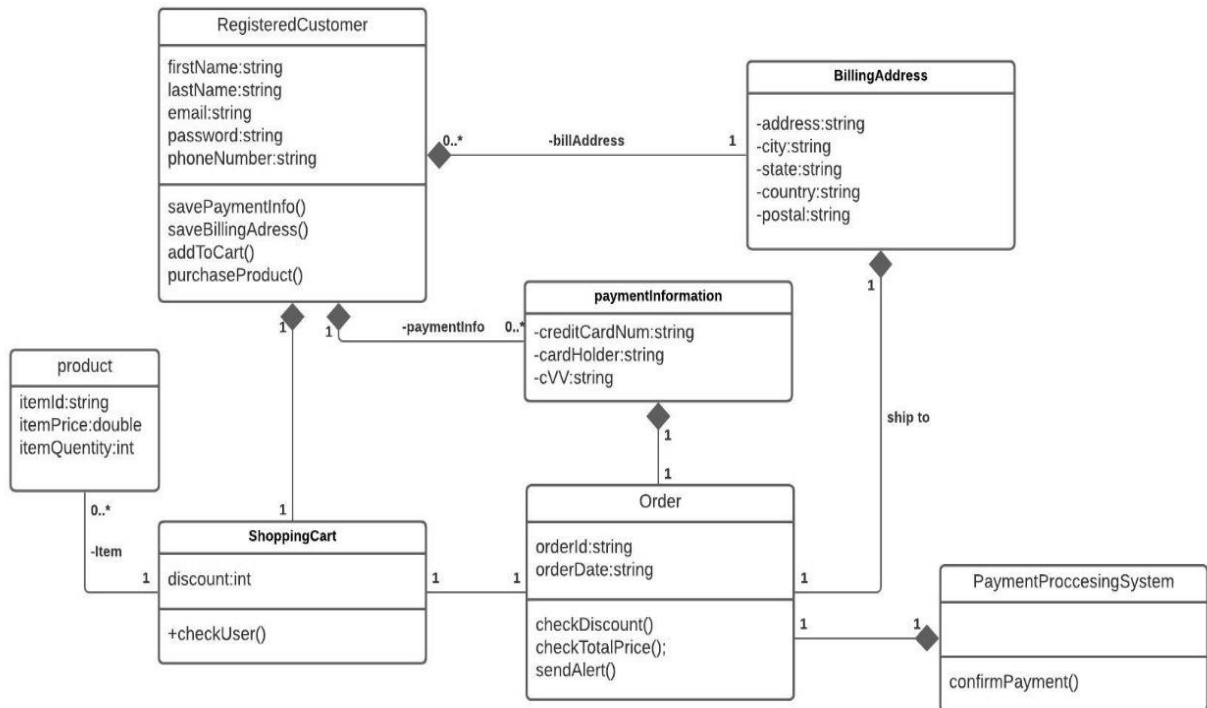 RegisteredCustomer
firstName:string
lastName:string
email:string
password:string
phoneNumber:string
savePaymentInfo()
saveBillingAdress()
addToCart()
purchaseProduct()
0..*
-billAddress
1
BillingAddress
-address:string
-city:string
-state:string
-country:string
-postal:string
1
1
1
-paymentInfo
0..*
paymentInformation
-creditCardNum:string
-cardHolder:string
-cVV:string
product
itemId:string
itemPrice:double
itemQuentity:int
0..*
-Item
1
1
ShoppingCart
discount:int
+checkUser()
1
1
1
1
Order
orderId:string
orderDate:string
checkDiscount()
checkTotalPrice();
sendAlert()
ship to
1
1
1
PaymentProccesingSystem
confirmPayment()